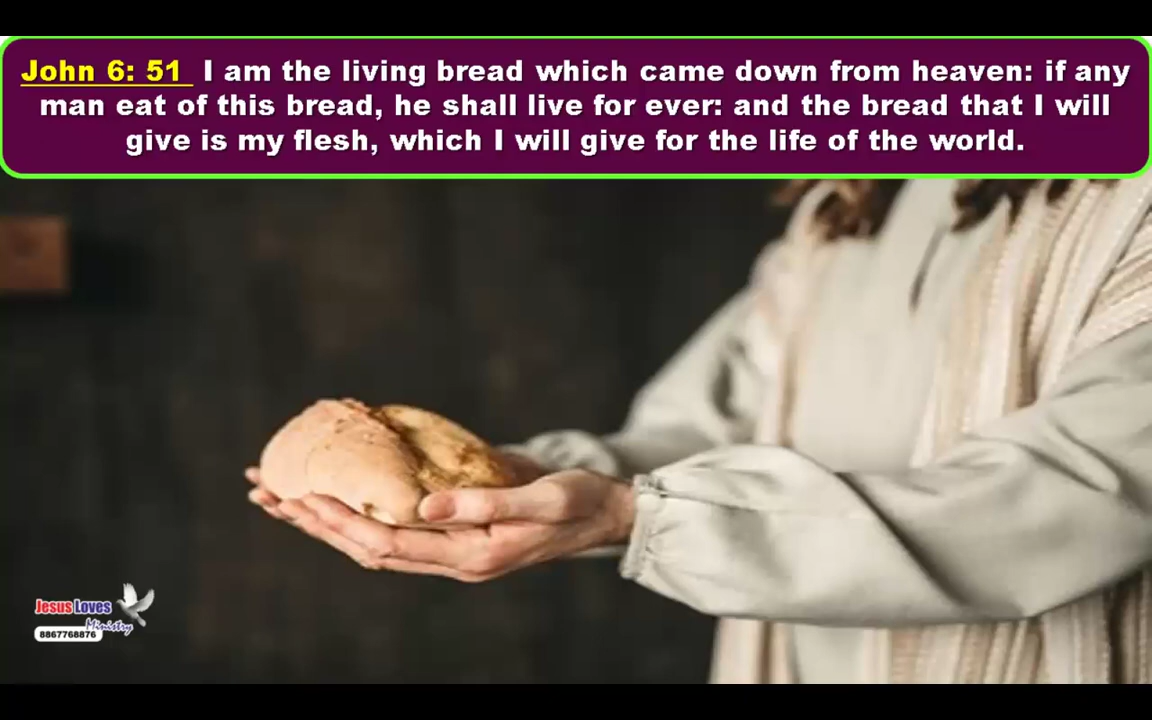 John 6: 51 I am the living bread which came down from heaven: if any
man eat of this bread, he shall live for ever: and the bread that I will
give is my flesh, which I will give for the life of the world.
Jesus Loves
Ministry
8867768876